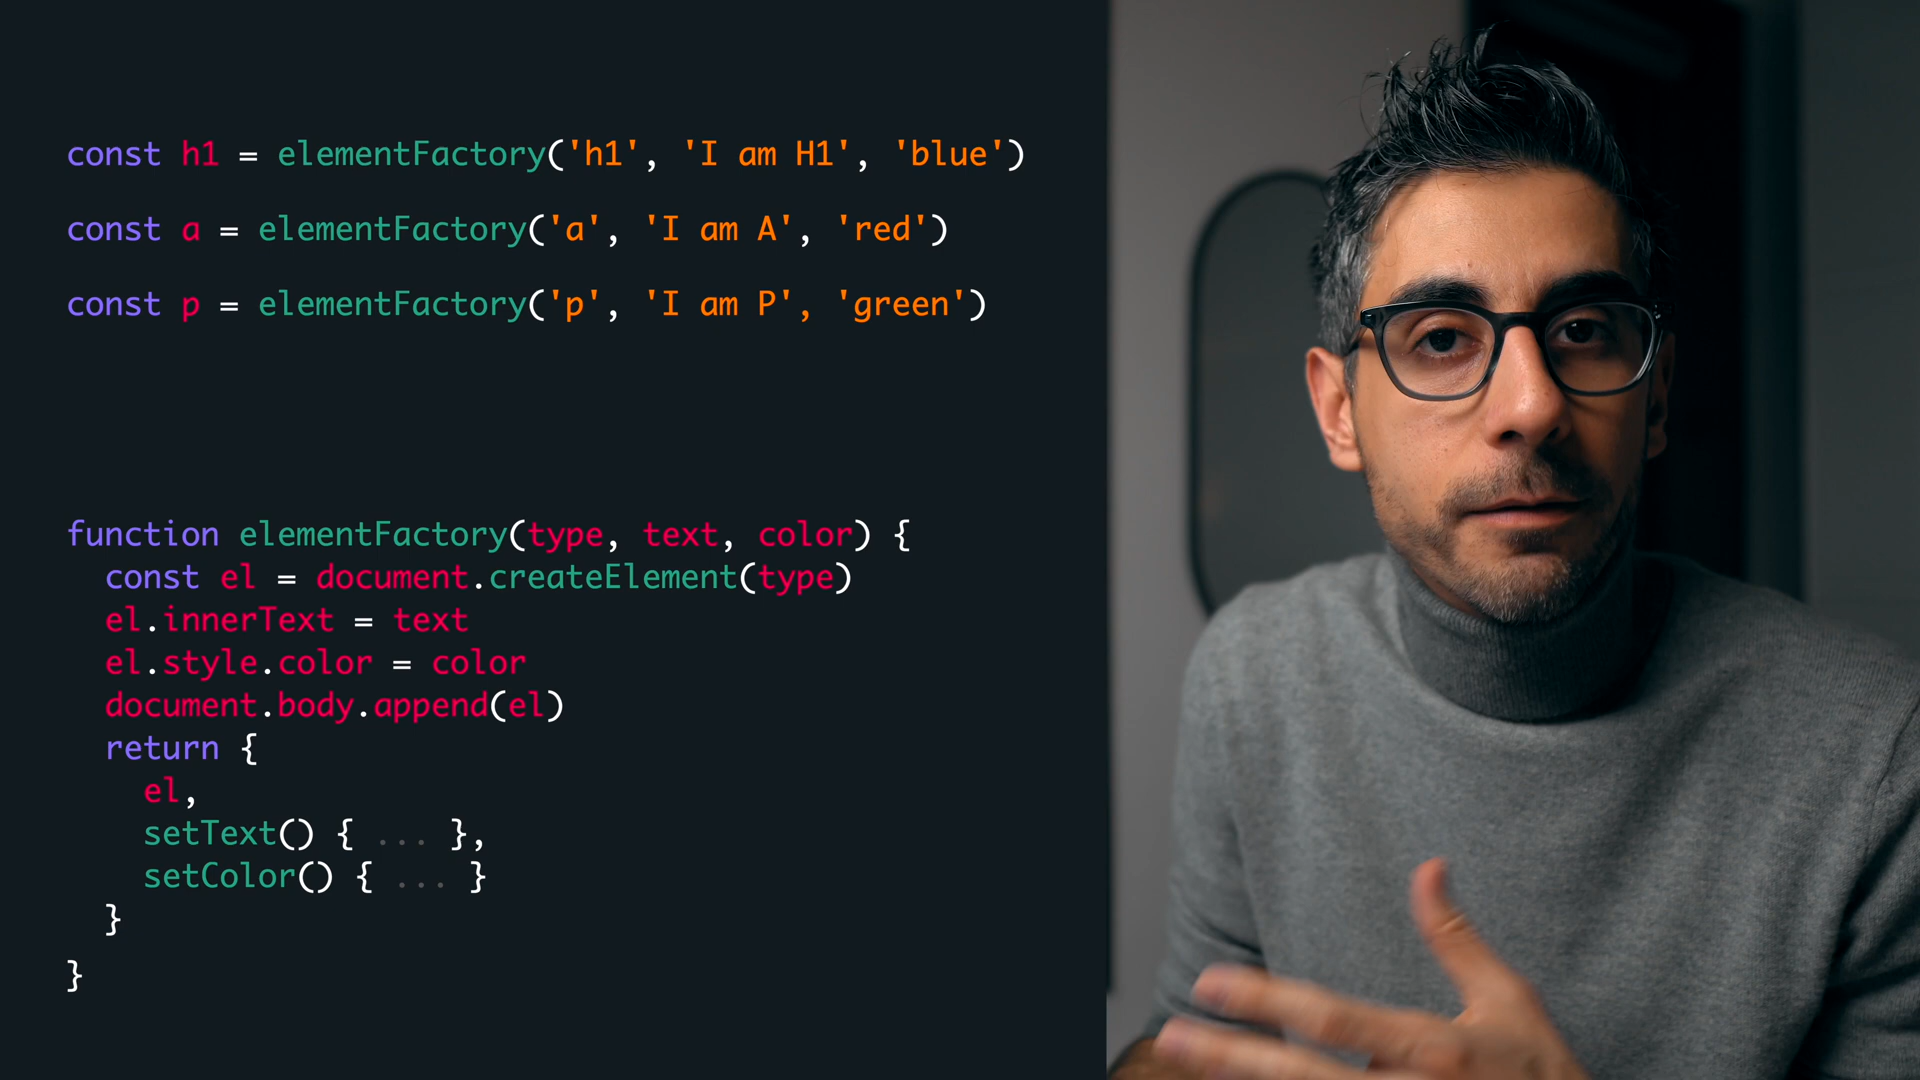 const h1 = elementFactory('h1', 'I am H1', 'blue')
const a = elementFactory('a', 'I am A', 'red')
const p = elementFactory('p', 'I am P', 'green')
function elementFactory(type, text, color) {
  const el = document.createElement(type)
  el.innerText = text
  el.style.color = color
  document.body.append(el)
  return {
    el,
    setText() { ... },
    setColor() { ... }
  }
}